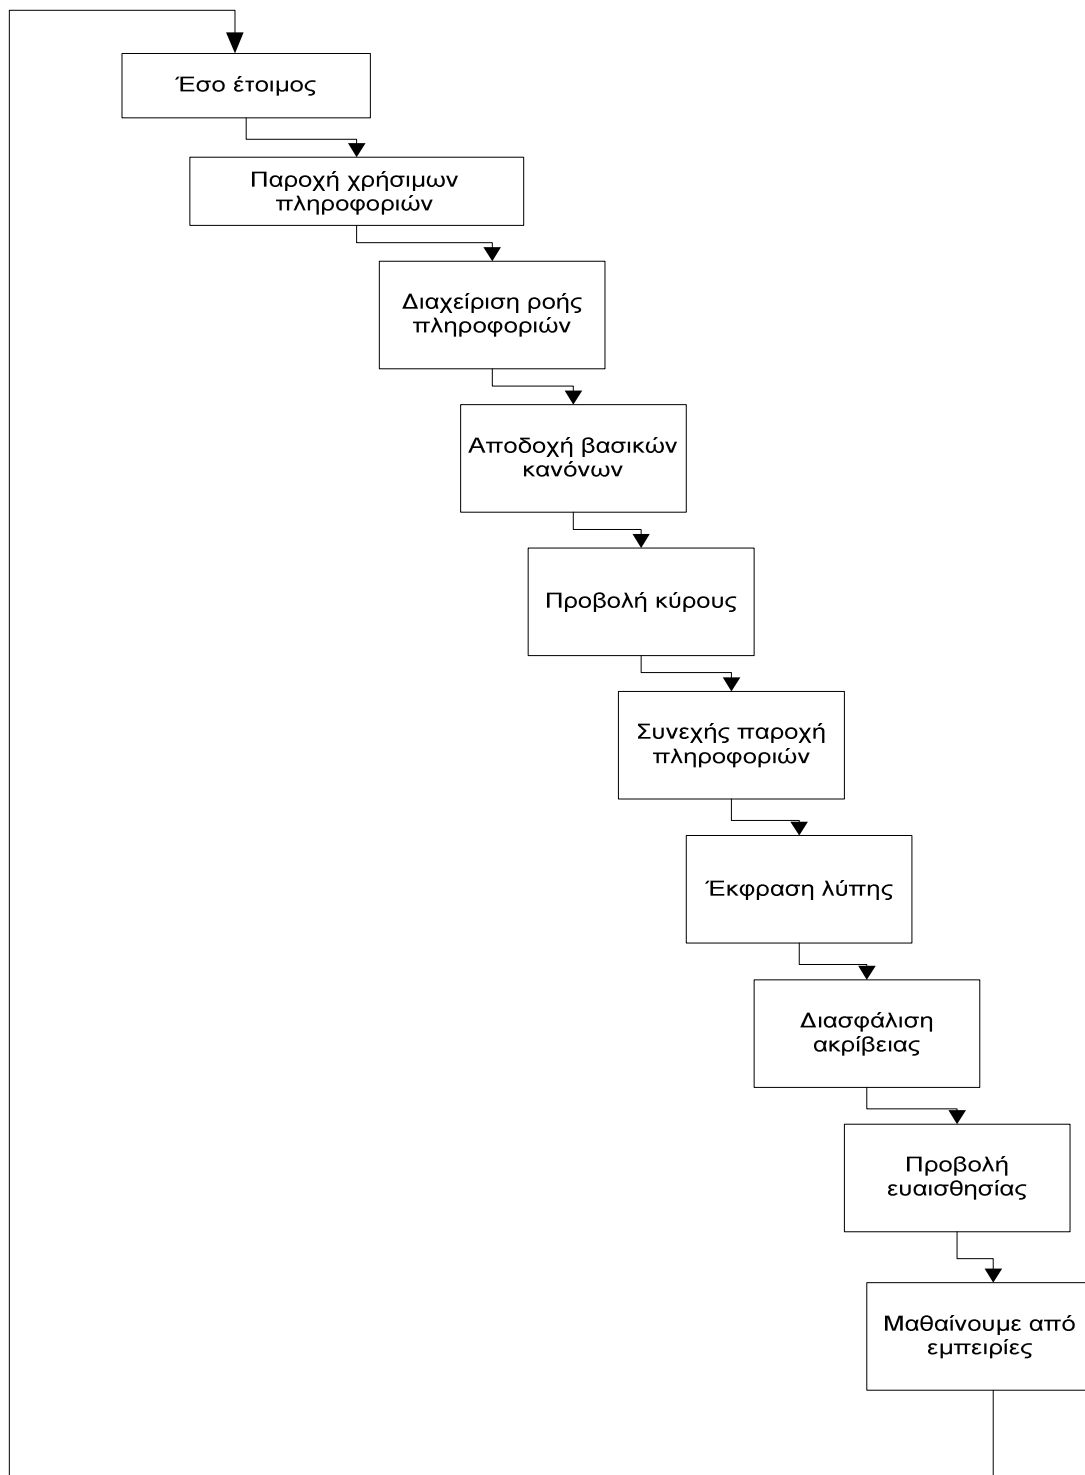 Έσο έτοιμος
Παροχή χρήσιμων
πληροφοριών
Διαχείριση ροής
πληροφοριών
Αποδοχή βασικών
κανόνων
Προβολή κύρους
Συνεχής παροχή
πληροφοριών
Έκφραση λύπης
Διασφάλιση
ακρίβειας
Προβολή
ευαισθησίας
Μαθαίνουμε από
εμπειρίες